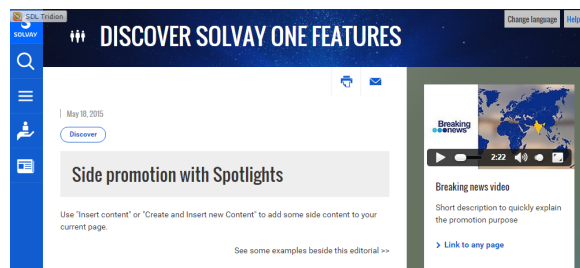 SDL Tridion
SOLVAY
DISCOVER SOLVAY ONE FEATURES
Change language
Help
May 18, 2015
Discover
Side promotion with Spotlights
Use "Insert content" or "Create and Insert new Content" to add some side content to your
current page.
See some examples beside this editorial >>
Breaking
news
2:22
Breaking news video
Short description to quickly explain
the promotion purpose
Link to any page